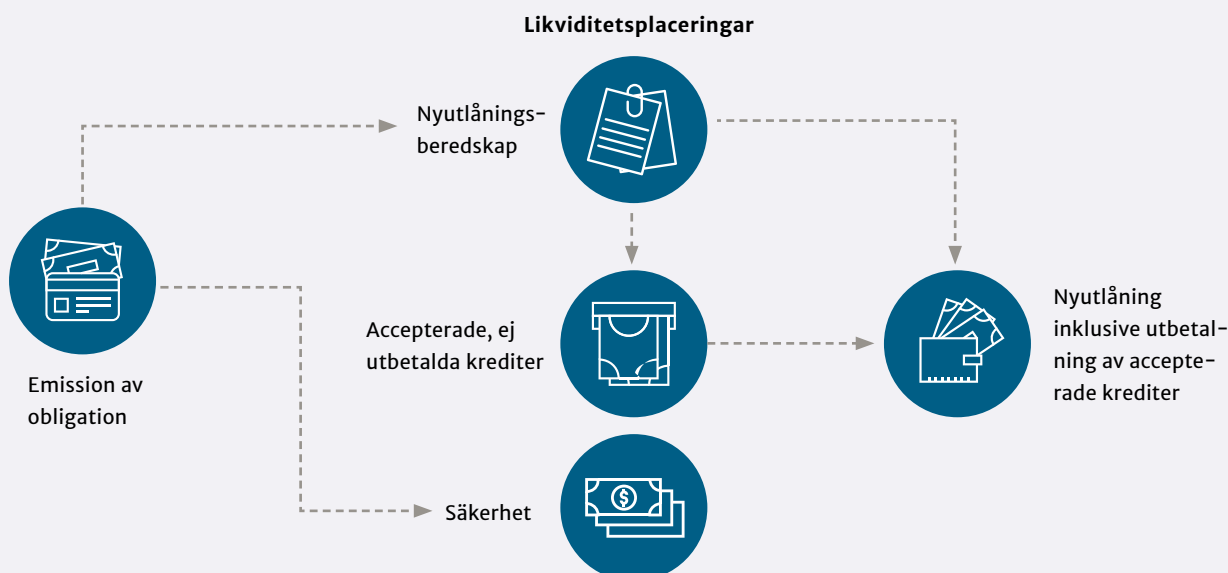 Likviditetsplaceringar
Nyutlånings-
beredskap
Accepterade, ej
utbetalda krediter
Nyutlåning
inklusive utbetal-
ning av accepte-
rade krediter
Emission av
obligation
Säkerhet
$